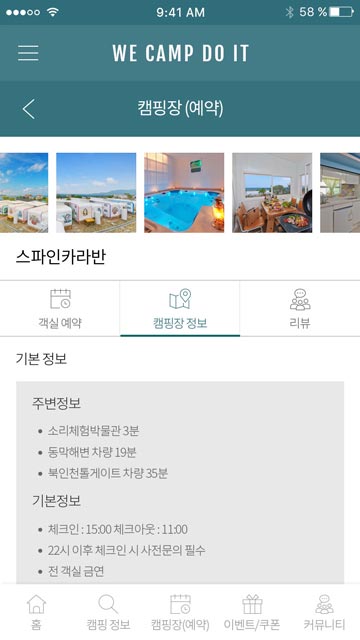 9:41 AM
58 %
WE CAMP DO IT
캠핑장 (예약)
스파인카라반
객실 예약
캠핑장 정보
리뷰
기본 정보
주변정보
소리체험박물관 3분
동막해변 차량 19분
북인천톨게이트 차량 35분
기본정보
체크인 : 15:00 체크아웃 : 11:00
22시 이후 체크인 시 사전문의 필수
전 객실 금연
홈
캠핑 정보
캠핑장(예약)
이벤트/쿠폰
커뮤니티